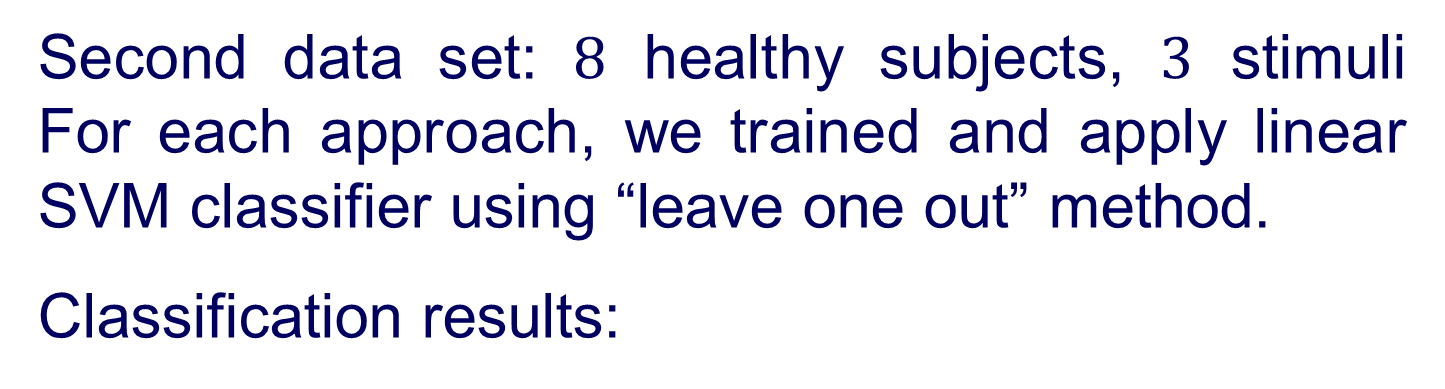 Second data set: 8 healthy subjects, 3 stimuli
For each approach, we trained and apply linear
SVM classifier using “leave one out” method.
Classification results: